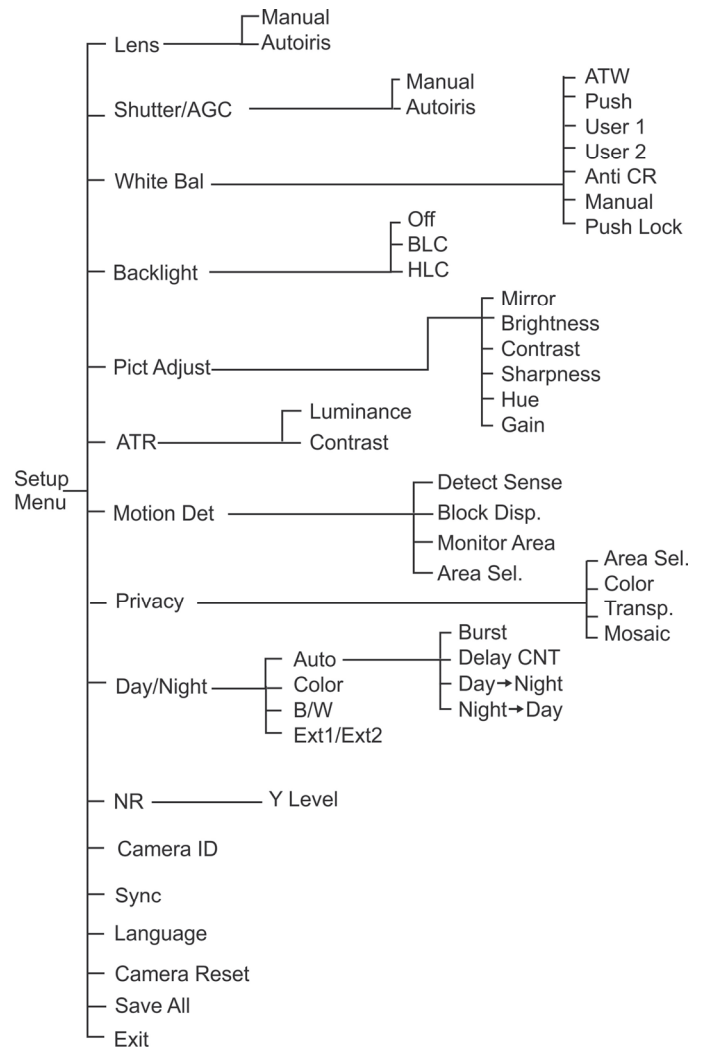 Setup
Menu
Lens
Manual
Autoiris
Shutter/AGC
Manual
Autoiris
White Bal
ATW
Push
User 1
User 2
Anti CR
Manual
Push Lock
Backlight
Off
BLC
HLC
Pict Adjust
Mirror
Brightness
Contrast
Sharpness
Hue
Gain
ATR
Luminance
Contrast
Motion Det
Detect Sense
Block Disp.
Monitor Area
Area Sel.
Privacy
Area Sel.
Color
Transp.
Mosaic
Day/Night
Auto
Color
B/W
Ext1/Ext2
Burst
Delay CNT
Day→Night
Night→Day
NR
Y Level
Camera ID
Sync
Language
Camera Reset
Save All
Exit